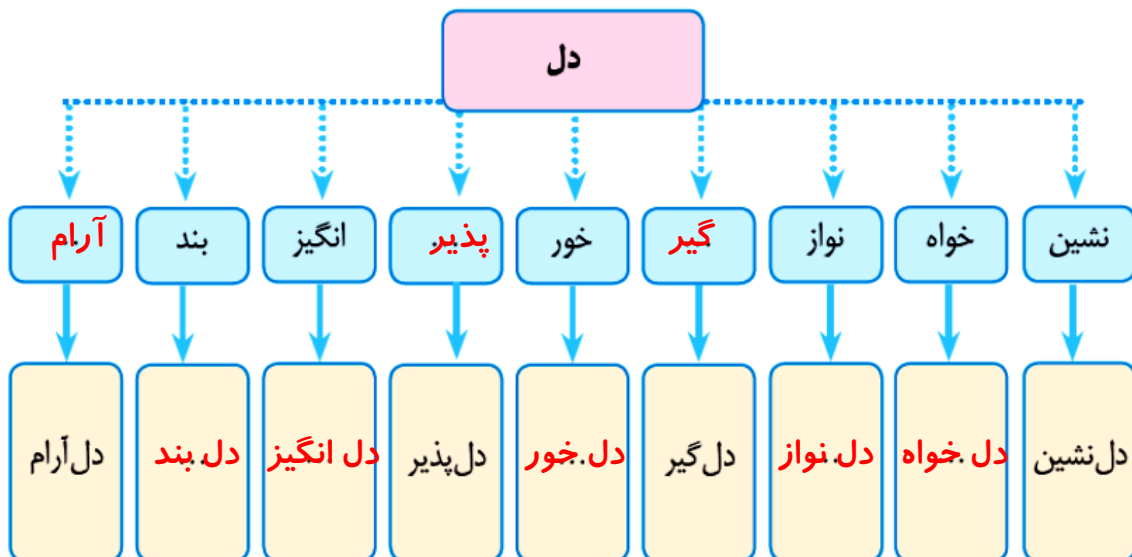 دل
نشین خواه نواز گیر خور پذیر انگیز بند آرام
دل‌نشین دل خواه دل نواز دل‌گیر دل خور دل‌پذیر دل انگیز دل بند دل‌آرام